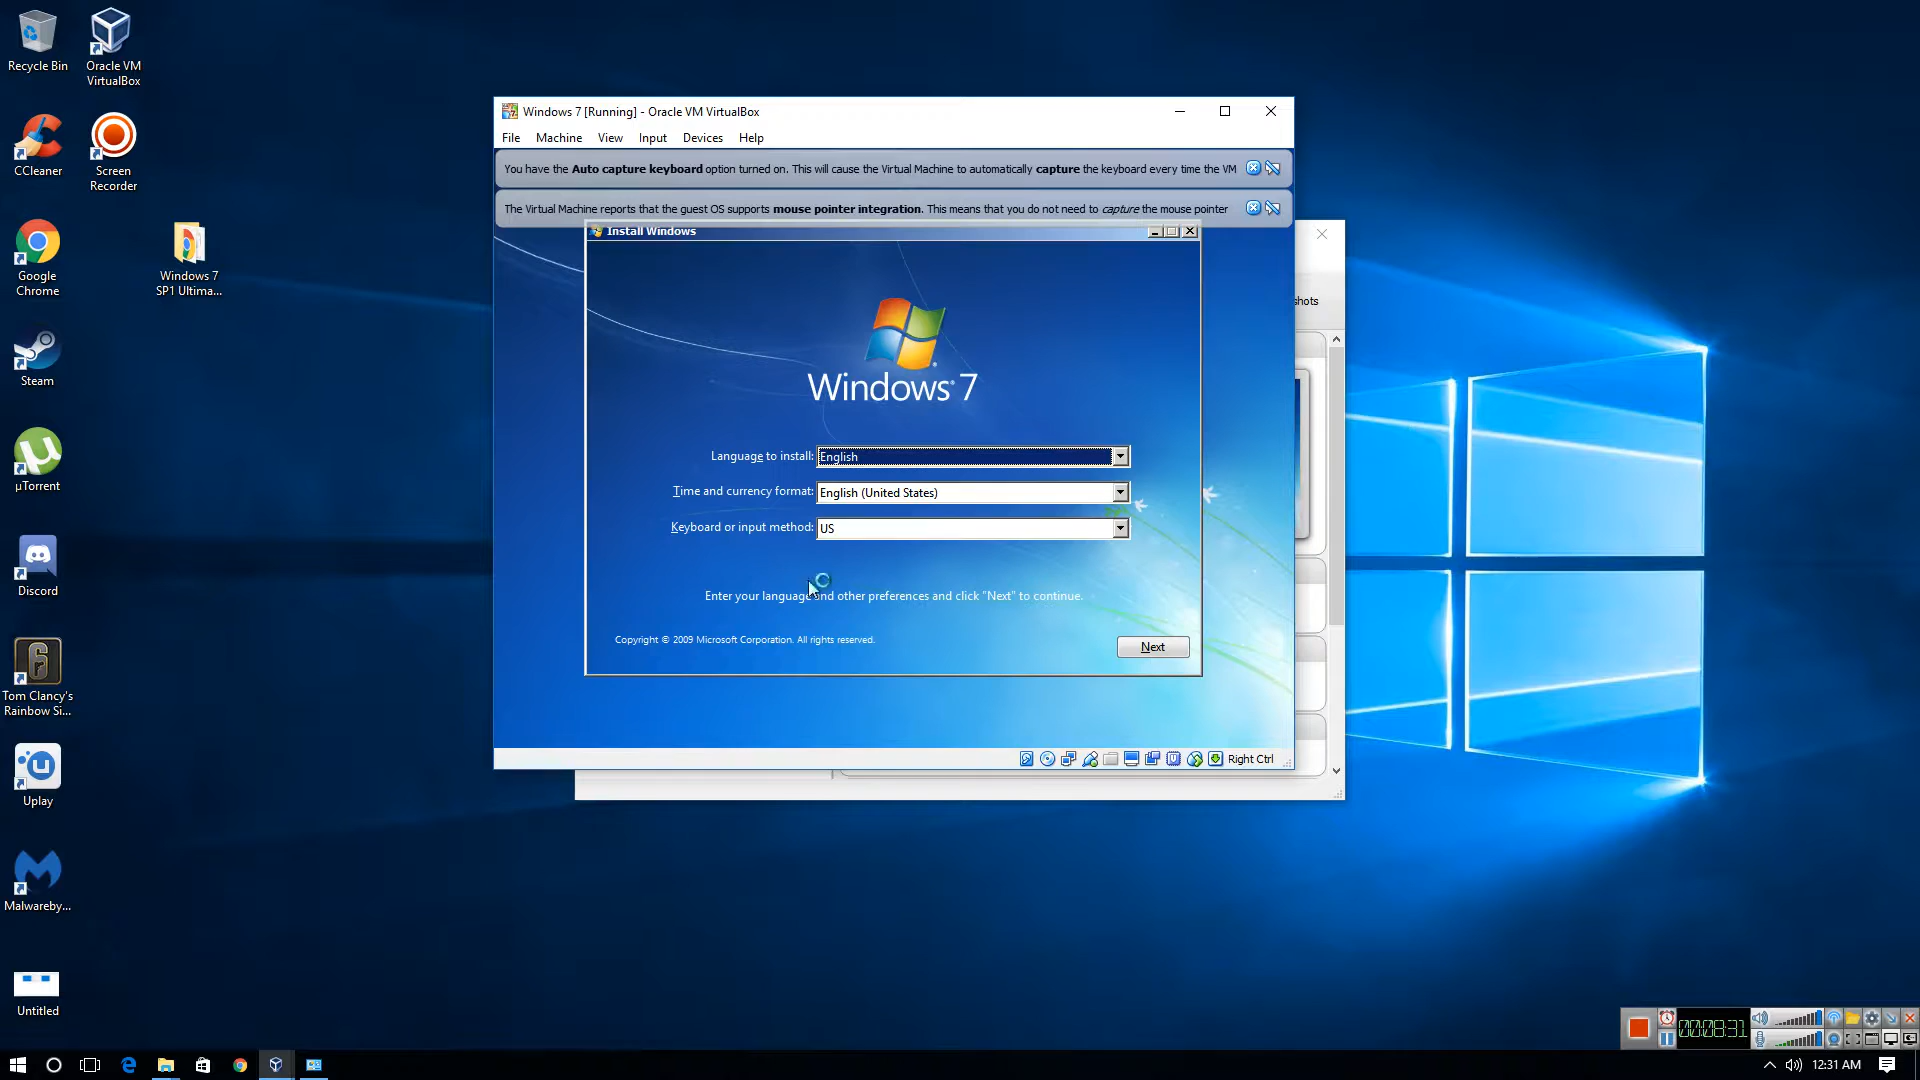 Recycle Bin
Oracle VM
VirtualBox
CCleaner
Screen
Recorder
Google
Chrome
Windows 7
SP1 Ultima...
Steam
µTorrent
Discord
Tom Clancy's
Rainbow Si...
Uplay
Malwareby...
Untitled
Windows 7 [Running] - Oracle VM VirtualBox
File Machine View Input Devices Help
You have the Auto capture keyboard option turned on. This will cause the Virtual Machine to automatically capture the keyboard every time the VM
The Virtual Machine reports that the guest OS supports mouse pointer integration. This means that you do not need to capture the mouse pointer
Install Windows
Windows 7
Language to install: English
Time and currency format: English (United States)
Keyboard or input method: US
Enter your language and other preferences and click "Next" to continue.
Copyright © 2009 Microsoft Corporation. All rights reserved.
Next
Right Ctrl
shots
00:08:31
12:31 AM